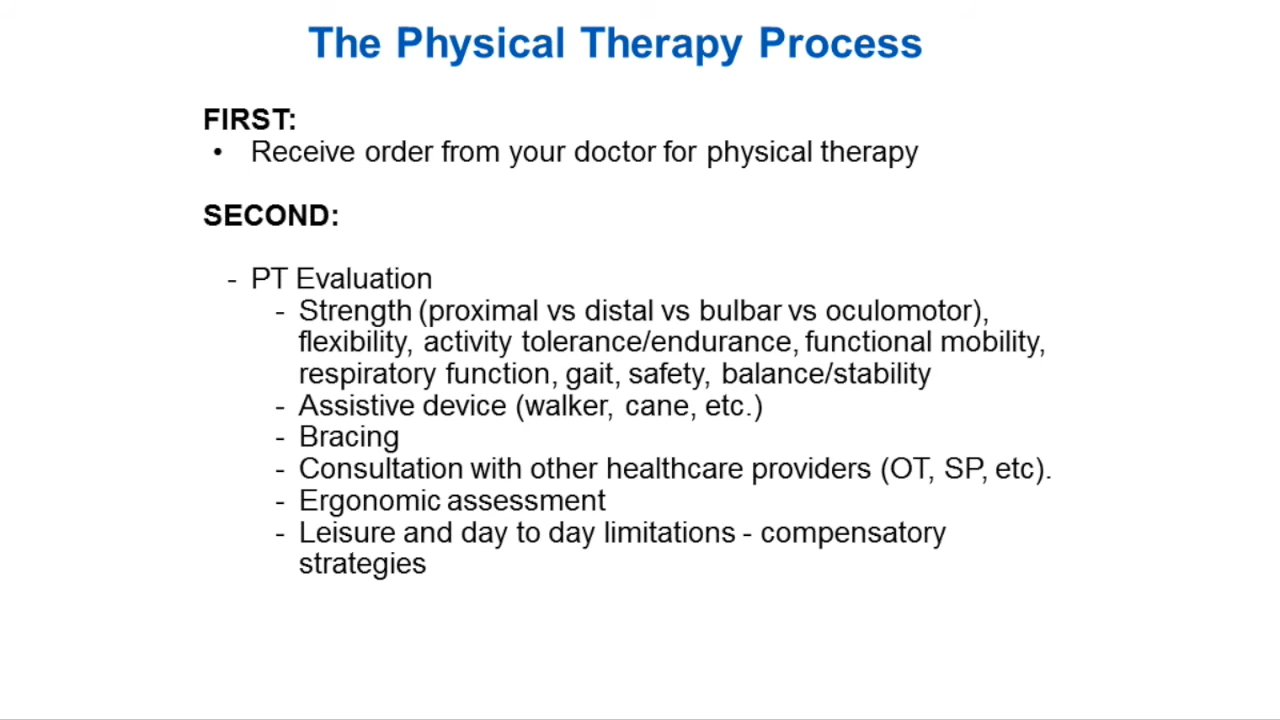 The Physical Therapy Process
FIRST:
• Receive order from your doctor for physical therapy
SECOND:
- PT Evaluation
- Strength (proximal vs distal vs bulbar vs oculomotor),
flexibility, activity tolerance/endurance, functional mobility,
respiratory function, gait, safety, balance/stability
- Assistive device (walker, cane, etc.)
- Bracing
- Consultation with other healthcare providers (OT, SP, etc).
- Ergonomic assessment
- Leisure and day to day limitations - compensatory
strategies